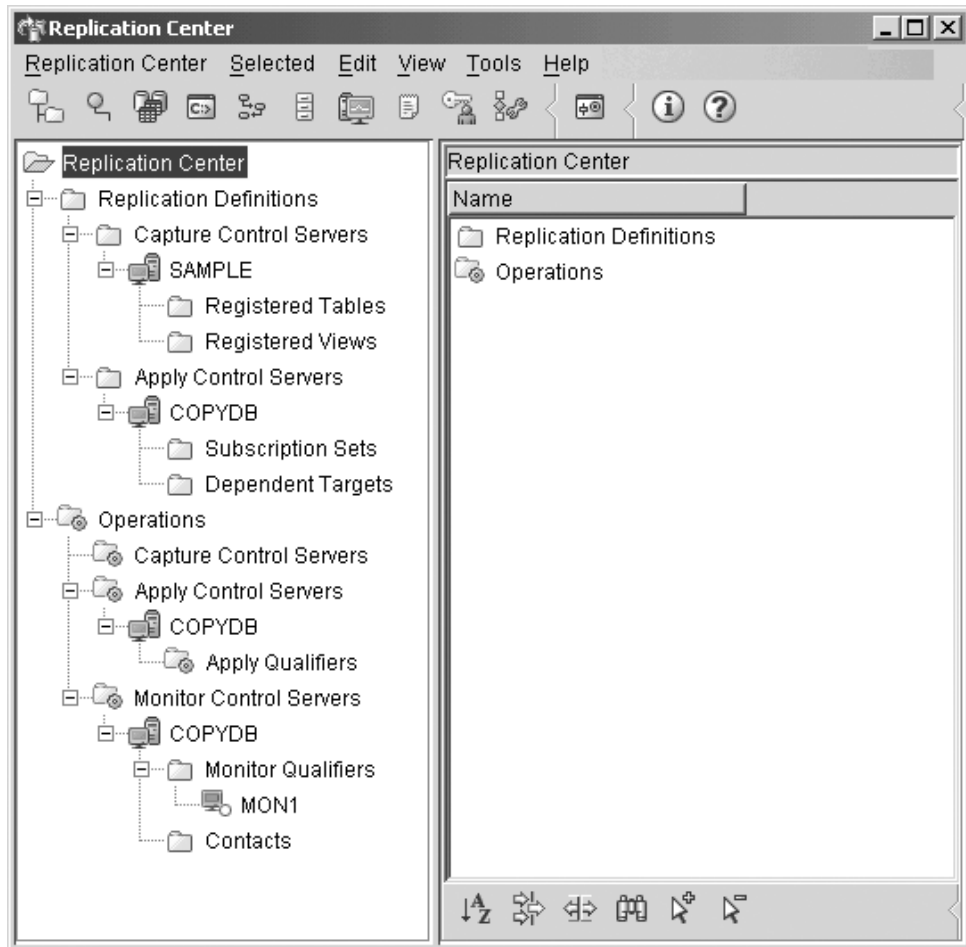 Replication Center
Replication Center Selected Edit View Tools Help
Replication Center
Replication Definitions
Capture Control Servers
SAMPLE
Registered Tables
Registered Views
Apply Control Servers
COPYDB
Subscription Sets
Dependent Targets
Operations
Capture Control Servers
Apply Control Servers
COPYDB
Apply Qualifiers
Monitor Control Servers
COPYDB
Monitor Qualifiers
MON1
Contacts
Replication Center
Name
Replication Definitions
Operations